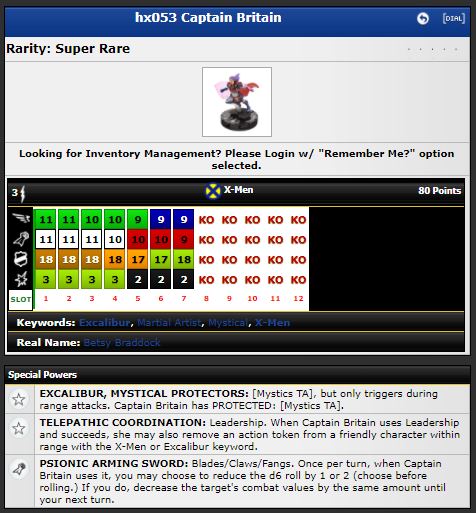 hx053 Captain Britain
[DIAL]
Rarity: Super Rare
Looking for Inventory Management? Please Login w/ "Remember Me?" option
selected.
3 X-Men 80 Points
11 11 10 10 9 9 9 KO KO KO KO KO
11 11 11 10 10 10 9 KO KO KO KO KO
18 18 18 18 17 17 18 KO KO KO KO KO
3 3 3 3 2 2 2 KO KO KO KO KO
SLOT 1 2 3 4 5 6 7 8 9 10 11 12
Keywords: Excalibur, Martial Artist, Mystical, X-Men
Real Name: Betsy Braddock
Special Powers
EXCALIBUR, MYSTICAL PROTECTORS: [Mystics TA], but only triggers during
range attacks. Captain Britain has PROTECTED: [Mystics TA].
TELEPATHIC COORDINATION: Leadership. When Captain Britain uses Leadership
and succeeds, she may also remove an action token from a friendly character within
range with the X-Men or Excalibur keyword.
PSIONIC ARMING SWORD: Blades/Claws/Fangs. Once per turn, when Captain
Britain uses it, you may choose to reduce the d6 roll by 1 or 2 (choose before
rolling.) If you do, decrease the target's combat values by the same amount until
your next turn.